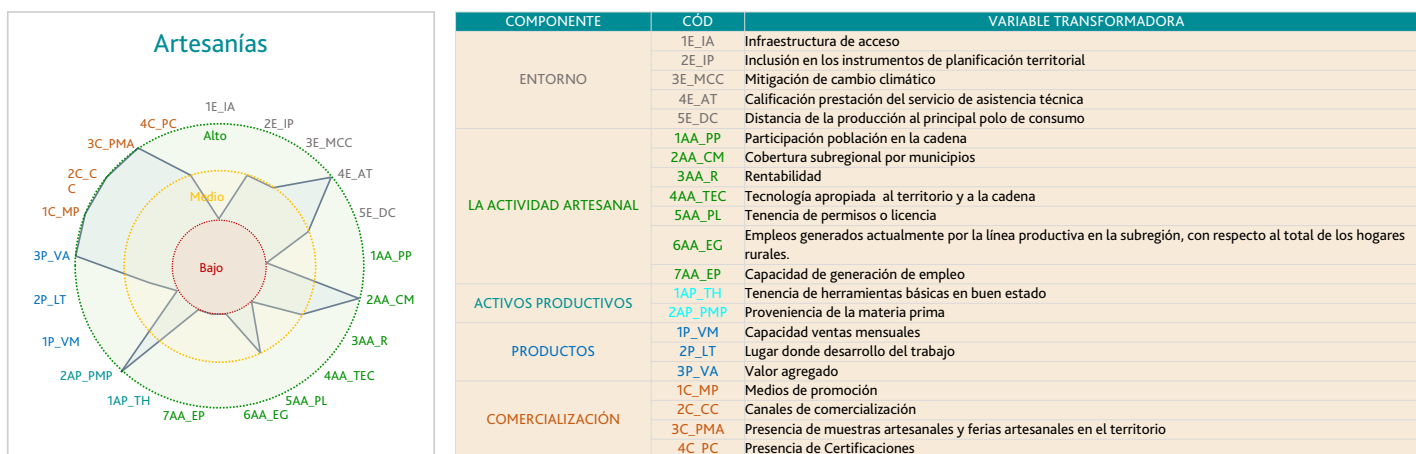 Artesanías
1E_IA
2E_IP
3E_MCC
4E_AT
5E_DC
1AA_PP
2AA_CM
3AA_R
4AA_TEC
5AA_PL
6AA_EG
7AA_EP
1AP_TH
2AP_PMP
1P_VM
2P_LT
3P_VA
1C_MP
2C_C
C
3C_PMA
4C_PC
Alto
Medio
Bajo
COMPONENTE CÓD VARIABLE TRANSFORMADORA
ENTORNO
1E_IA Infraestructura de acceso
2E_IP Inclusión en los instrumentos de planificación territorial
3E_MCC Mitigación de cambio climático
4E_AT Calificación prestación del servicio de asistencia técnica
5E_DC Distancia de la producción al principal polo de consumo
LA ACTIVIDAD ARTESANAL
1AA_PP Participación población en la cadena
2AA_CM Cobertura subregional por municipios
3AA_R Rentabilidad
4AA_TEC Tecnología apropiada al territorio y a la cadena
5AA_PL Tenencia de permisos o licencia
6AA_EG Empleos generados actualmente por la línea productiva en la subregión, con respecto al total de los hogares
rurales.
7AA_EP Capacidad de generación de empleo
ACTIVOS PRODUCTIVOS
1AP_TH Tenencia de herramientas básicas en buen estado
2AP_PMP Proveniencia de la materia prima
PRODUCTOS
1P_VM Capacidad ventas mensuales
2P_LT Lugar donde desarrollo del trabajo
3P_VA Valor agregado
COMERCIALIZACIÓN
1C_MP Medios de promoción
2C_CC Canales de comercialización
3C_PMA Presencia de muestras artesanales y ferias artesanales en el territorio
4C_PC Presencia de Certificaciones